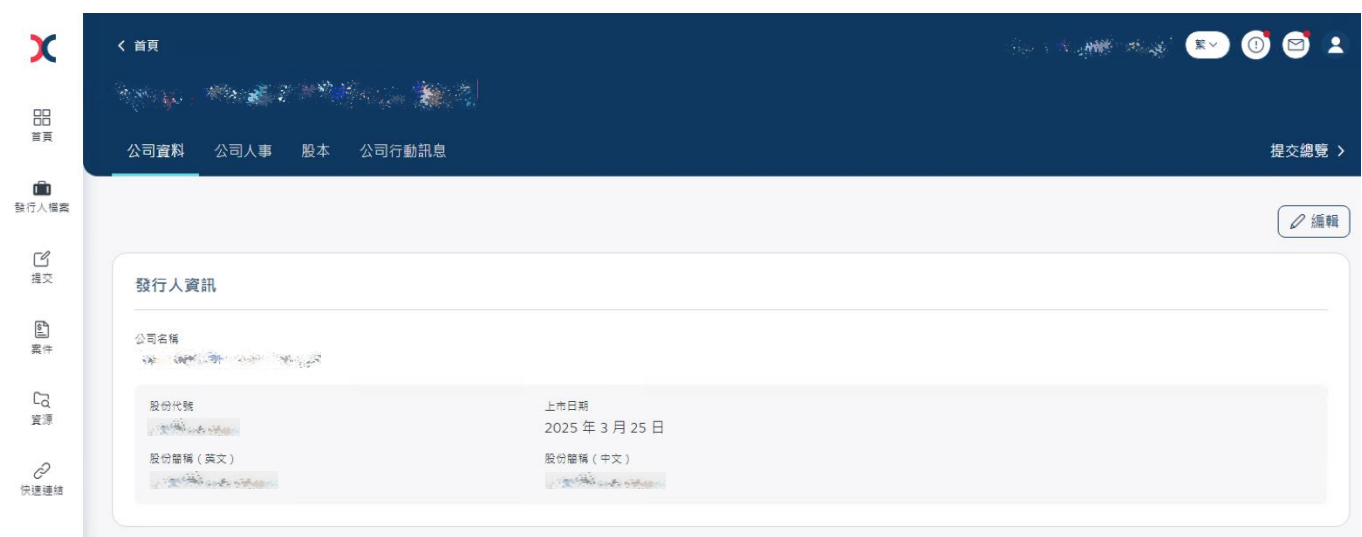 首頁
繁
公司資料 公司人事 股本 公司行動訊息
提交總覽
首頁
發行人檔案
提交
案件
資源
快速連結
編輯
發行人資訊
公司名稱
股份代號
上市日期
2025 年 3 月 25 日
股份簡稱（英文）
股份簡稱（中文）